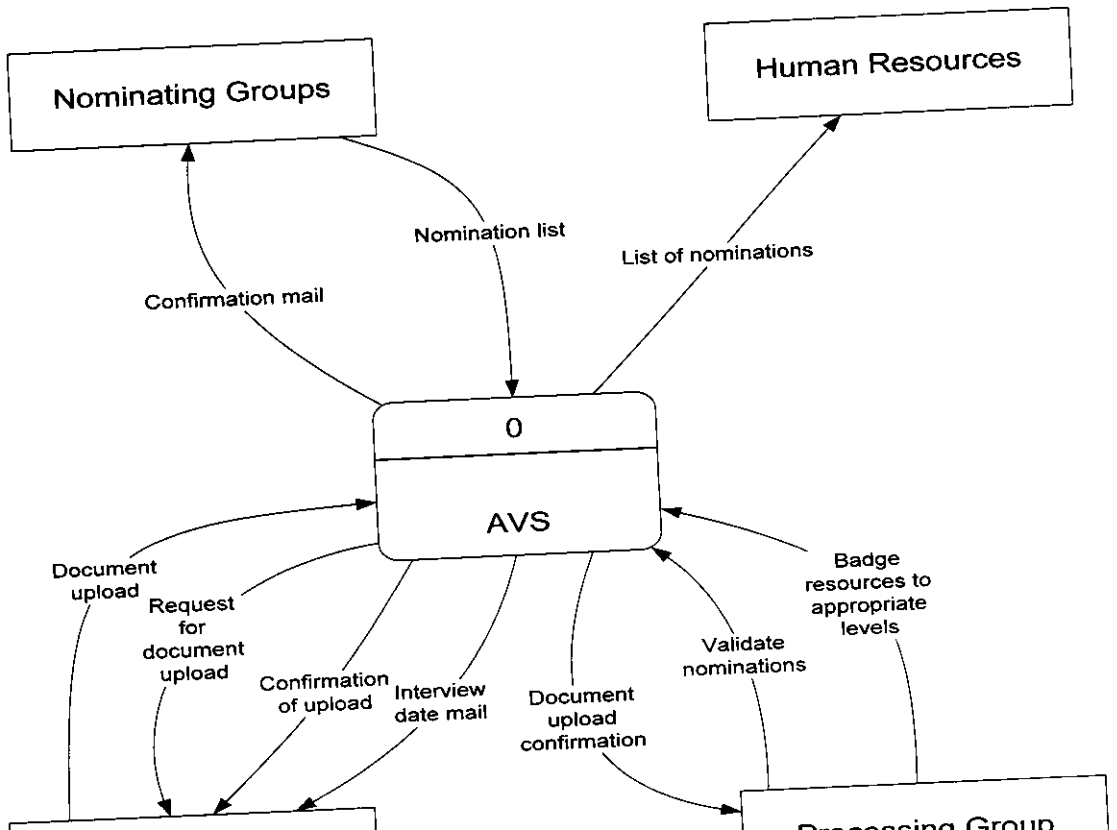 Nominating Groups
Human Resources
Nomination list
List of nominations
Confirmation mail
0
AVS
Document
upload
Request
for
document
upload
Confirmation
of upload
Interview
date mail
Document
upload
confirmation
Validate
nominations
Badge
resources to
appropriate
levels
Processing Group